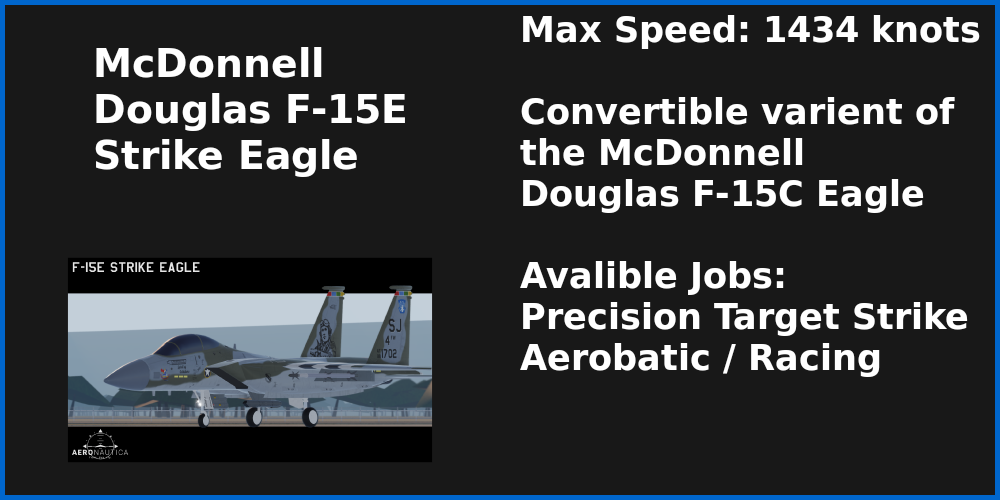 McDonnell
Douglas F-15E
Strike Eagle
Max Speed: 1434 knots
Convertible varient of
the McDonnell
Douglas F-15C Eagle
Avalible Jobs:
Precision Target Strike
Aerobatic / Racing
F-15E STRIKE EAGLE
SJ
4TH
1702
AERONAUTICA